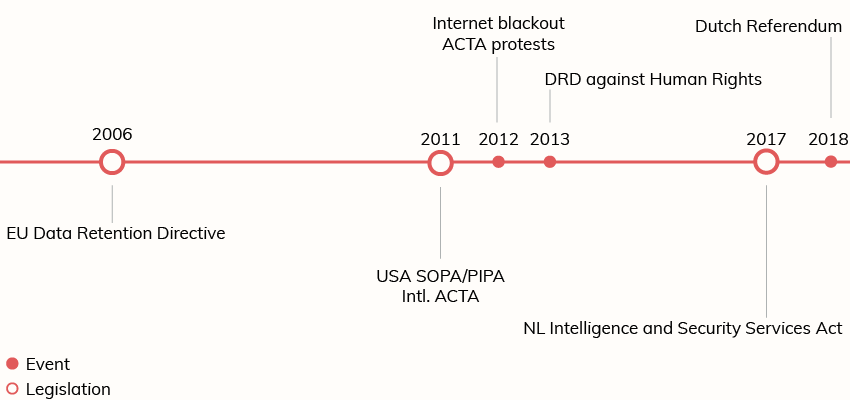 Internet blackout
ACTA protests
Dutch Referendum
DRD against Human Rights
2006
2011
2012
2013
2017
2018
EU Data Retention Directive
USA SOPA/PIPA
Intl. ACTA
NL Intelligence and Security Services Act
Event
Legislation